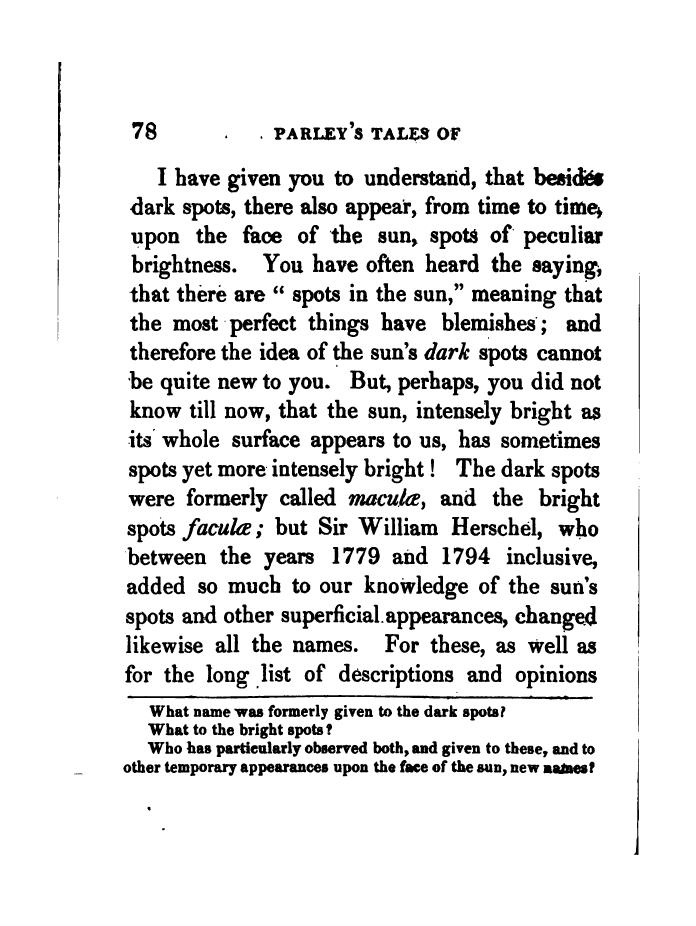 78 PARLEY'S TALES OF
I have given you to understand, that besides
dark spots, there also appear, from time to time,
upon the face of the sun, spots of peculiar
brightness. You have often heard the saying,
that there are " spots in the sun," meaning that
the most perfect things have blemishes ; and
therefore the idea of the sun's dark spots cannot
be quite new to you. But, perhaps, you did not
know till now, that the sun, intensely bright as
its whole surface appears to us, has sometimes
spots yet more intensely bright ! The dark spots
were formerly called maculæ, and the bright
spots faculæ ; but Sir William Herschel, who
between the years 1779 and 1794 inclusive,
added so much to our knowledge of the sun's
spots and other superficial appearances, changed
likewise all the names. For these, as well as
for the long list of descriptions and opinions
What name was formerly given to the dark spots?
What to the bright spots ?
Who has particularly observed both, and given to these, and to
other temporary appearances upon the face of the sun, new names?